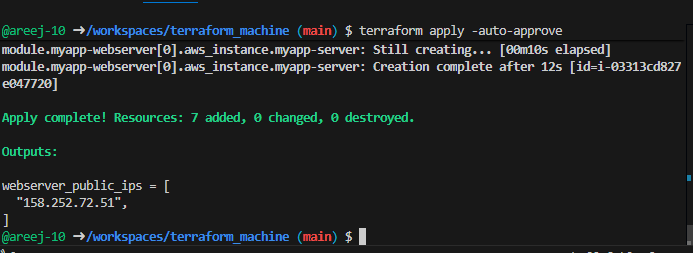 @areej-10 ➜/workspaces/terraform_machine (main) $ terraform apply -auto-approve
module.myapp-webserver[0].aws_instance.myapp-server: Still creating... [00m10s elapsed]
module.myapp-webserver[0].aws_instance.myapp-server: Creation complete after 12s [id=i-03313cd827
e047720]
Apply complete! Resources: 7 added, 0 changed, 0 destroyed.
Outputs:
webserver_public_ips = [
"158.252.72.51",
]
@areej-10 ➜/workspaces/terraform_machine (main) $